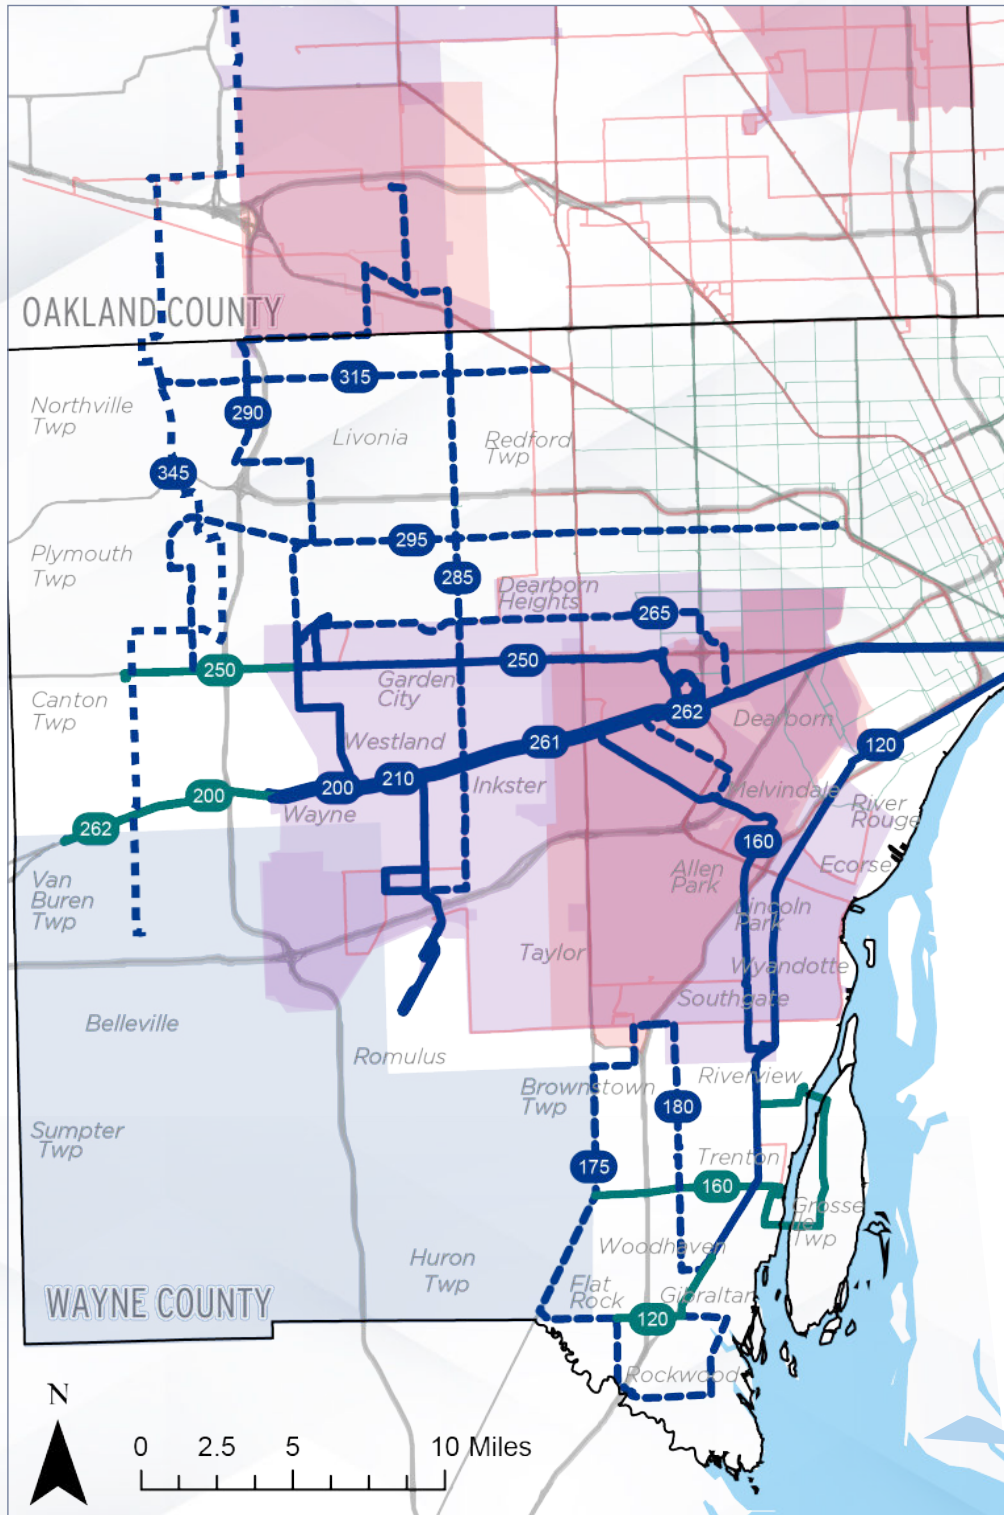 OAKLAND COUNTY
315
Northville
Twp
290
Livonia
Redford
Twp
345
295
Plymouth
Twp
285
Dearborn
Heights
265
250
250
Garden
City
Canton
Twp
262
Dearborn
Westland
261
120
210
200
Inkster
200
Wayne
Melvindale
River
Rouge
262
160
Allen
Park
Ecorse
Van
Buren
Twp
Lincoln
Park
Taylor
Wyandotte
Southgate
Belleville
Romulus
Riverview
Brownstown
Twp
180
Sumpter
Twp
Trenton
175
160
Grosse
Ile
Twp
Woodhaven
Huron
Twp
Flat
Rock
Gibraltar
WAYNE COUNTY
120
Rockwood
N
0 2.5 5 10 Miles